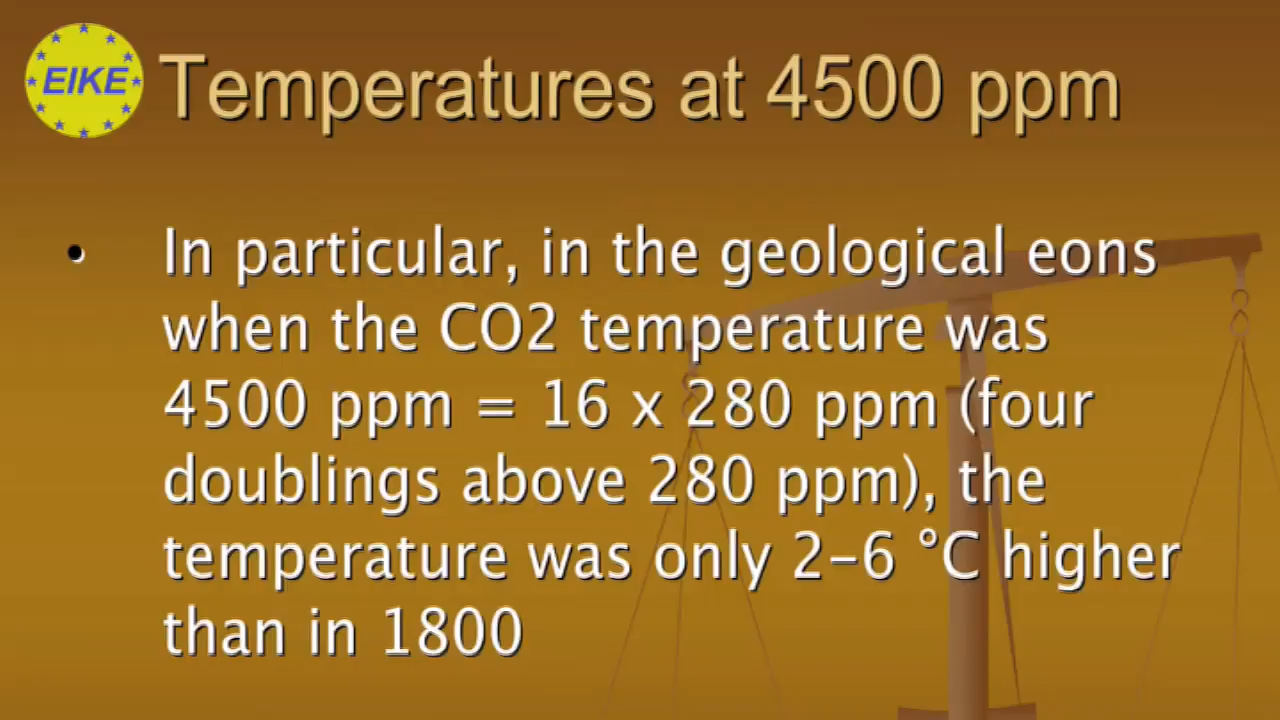 EIKE
Temperatures at 4500 ppm
• In particular, in the geological eons
when the CO2 temperature was
4500 ppm = 16 x 280 ppm (four
doublings above 280 ppm), the
temperature was only 2–6 °C higher
than in 1800